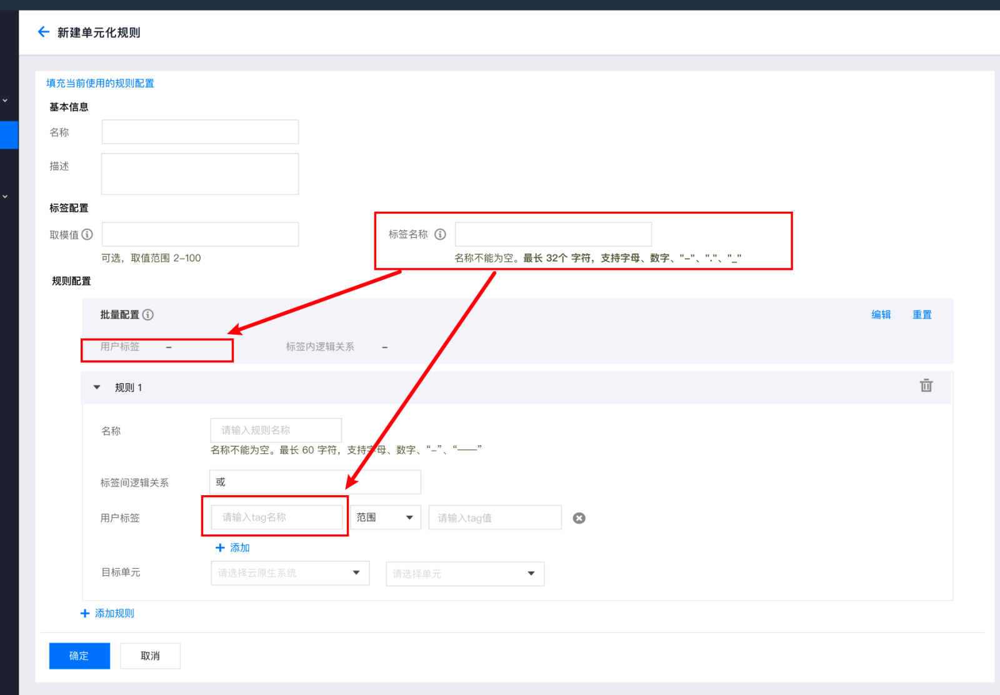 新建单元化规则
填充当前使用的规则配置
基本信息
名称
描述
标签配置
取模值
标签名称
可选，取值范围 2-100
名称不能为空。最长 32个 字符，支持字母、数字、"-"、"."、"_"
规则配置
批量配置
编辑 重置
用户标签 –
标签内逻辑关系 –
规则 1
名称 请输入规则名称
名称不能为空。最长 60 字符，支持字母、数字、“-”、“——”
标签间逻辑关系 或
用户标签 请输入tag名称 范围 请输入tag值
+ 添加
目标单元 请选择云原生系统 请选择单元
+ 添加规则
确定 取消